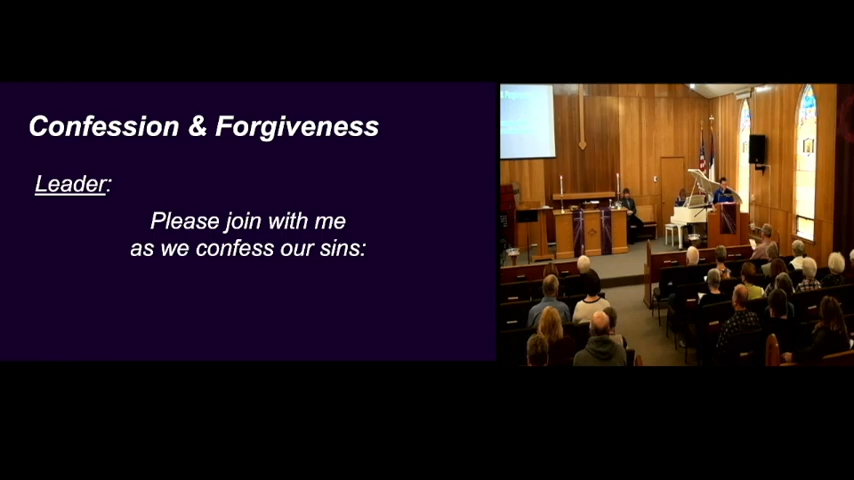 Confession & Forgiveness
Leader:
Please join with me
as we confess our sins: